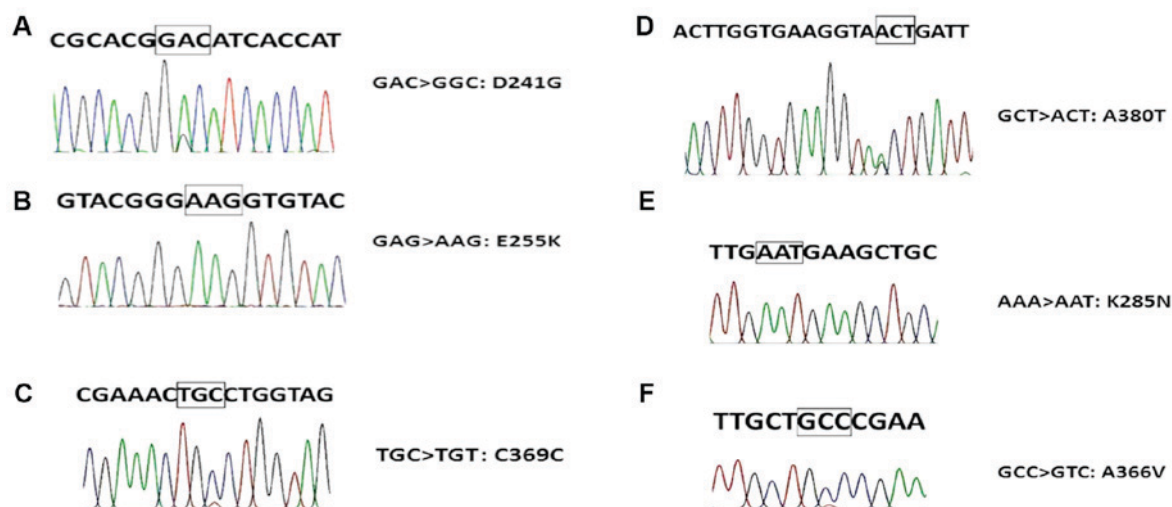 A
CGCACGGACATCACCAT
GAC>GGC: D241G
B
GTACGGGAAGGTGTAC
GAG>AAG: E255K
C
CGAAACTGCCTGGTAG
TGC>TGT: C369C
D
ACTTGGTGAAGGTAACTGATT
GCT>ACT: A380T
E
TTGAATGAAGCTGC
AAA>AAT: K285N
F
TTGCTGCCCGAA
GCC>GTC: A366V